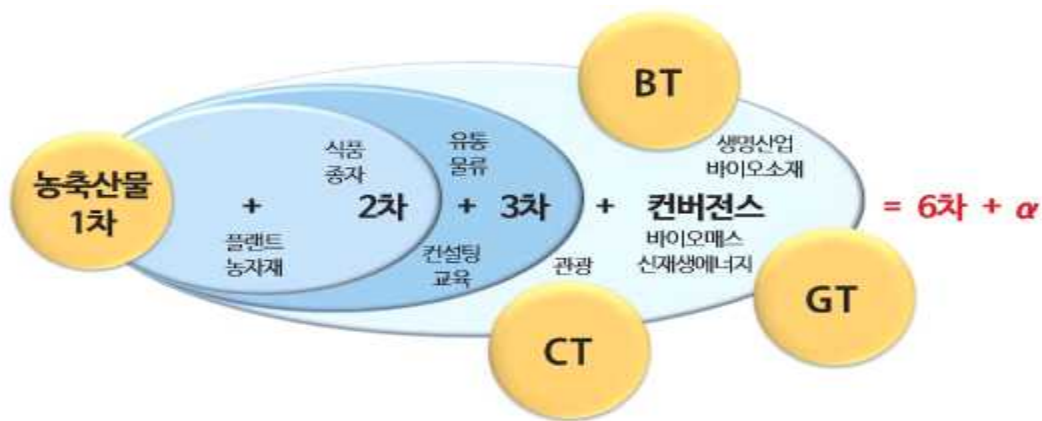 BT
식품
종자
유통
물류
생명산업
바이오소재
농축산물
1차
+ 2차 + 3차 + 컨버전스 = 6차 + α
플랜트
농자재
컨설팅
교육
관광
바이오매스
신재생에너지
GT
CT